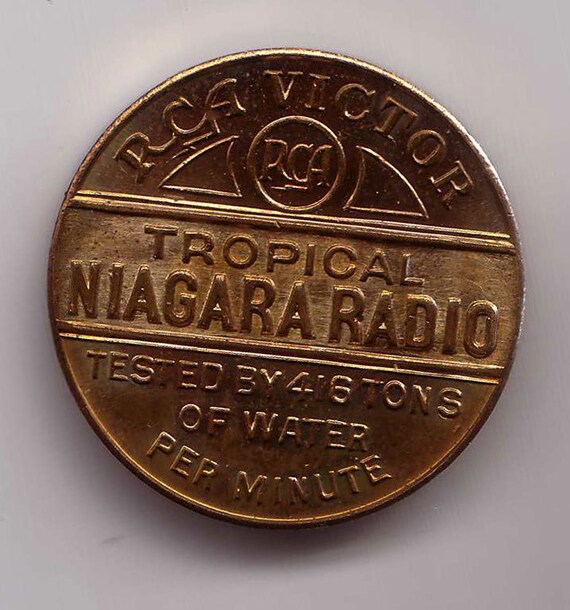 RCA VICTOR
RCA
TROPICAL
NIAGARA RADIO
TESTED BY 416 TONS
OF WATER
PER MINUTE